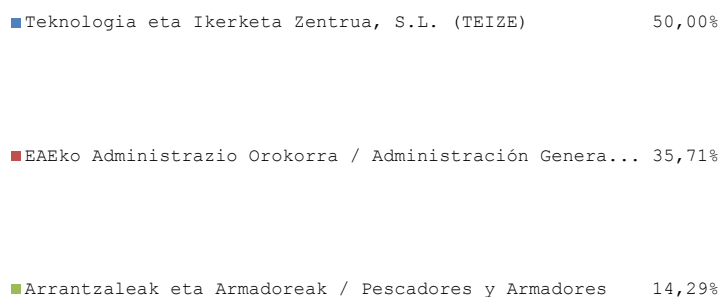 Teknologia eta Ikerketa Zentrua, S.L. (TEIZE) 50,00%
EAEko Administrazio Orokorra / Administración Genera... 35,71%
Arrantzaleak eta Armadoreak / Pescadores y Armadores 14,29%